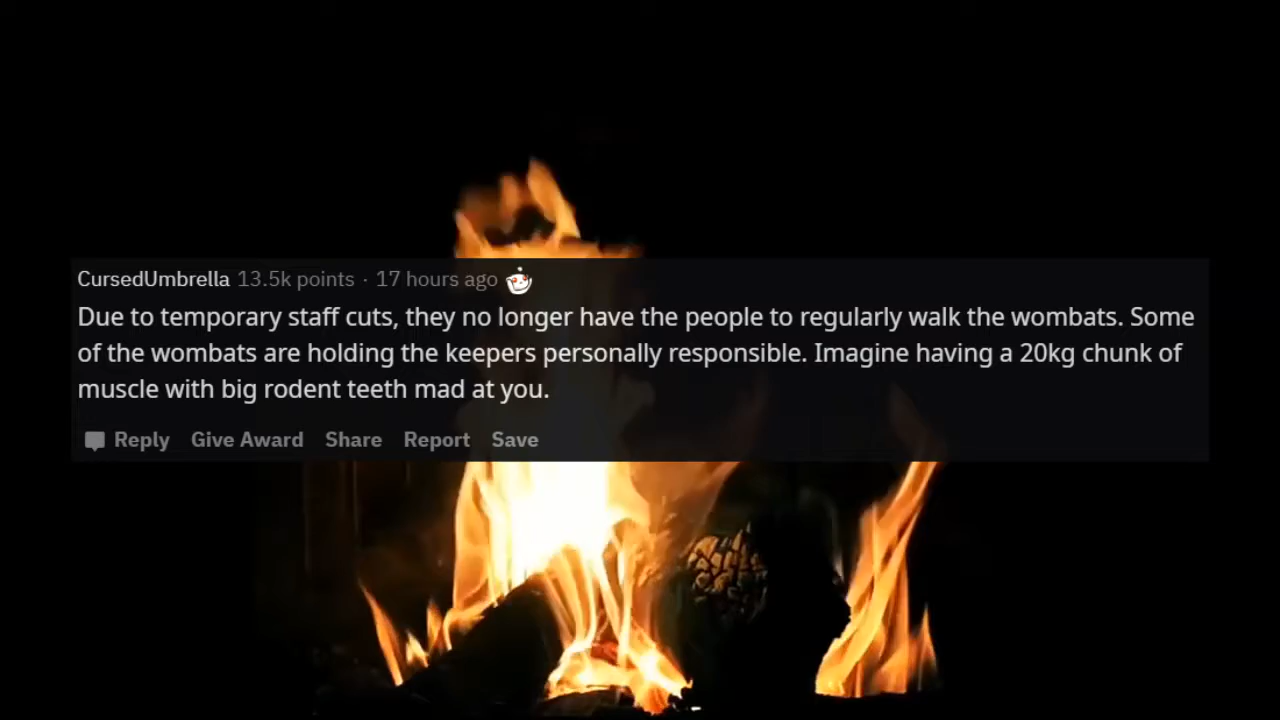 CursedUmbrella 13.5k points · 17 hours ago
Due to temporary staff cuts, they no longer have the people to regularly walk the wombats. Some
of the wombats are holding the keepers personally responsible. Imagine having a 20kg chunk of
muscle with big rodent teeth mad at you.
Reply Give Award Share Report Save